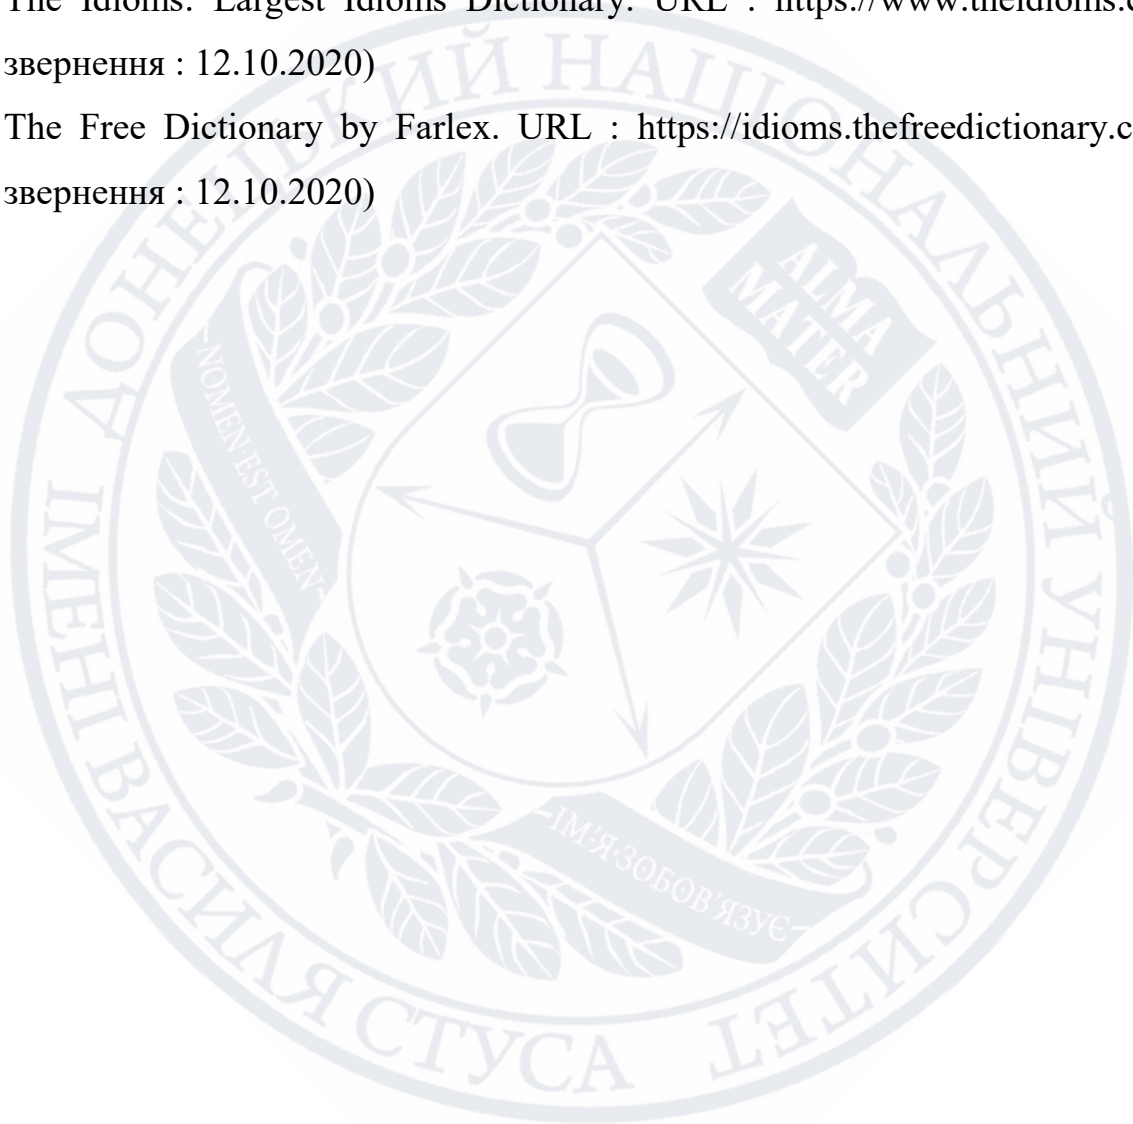 The Idioms. Largest Idioms Dictionary. URL : https://www.theidioms.c
звернення : 12.10.2020)
The Free Dictionary by Farlex. URL : https://idioms.thefreedictionary.c
звернення : 12.10.2020)
ДОНЕЦЬКИЙ НАЦІОНАЛЬНИЙ УНІВЕРСИТЕТ
ІМЕНІ ВАСИЛЯ СТУСА
ALMA
MATER
NOMEN·EST OMEN
ІМ'Я·ЗОБОВ'ЯЗУЄ